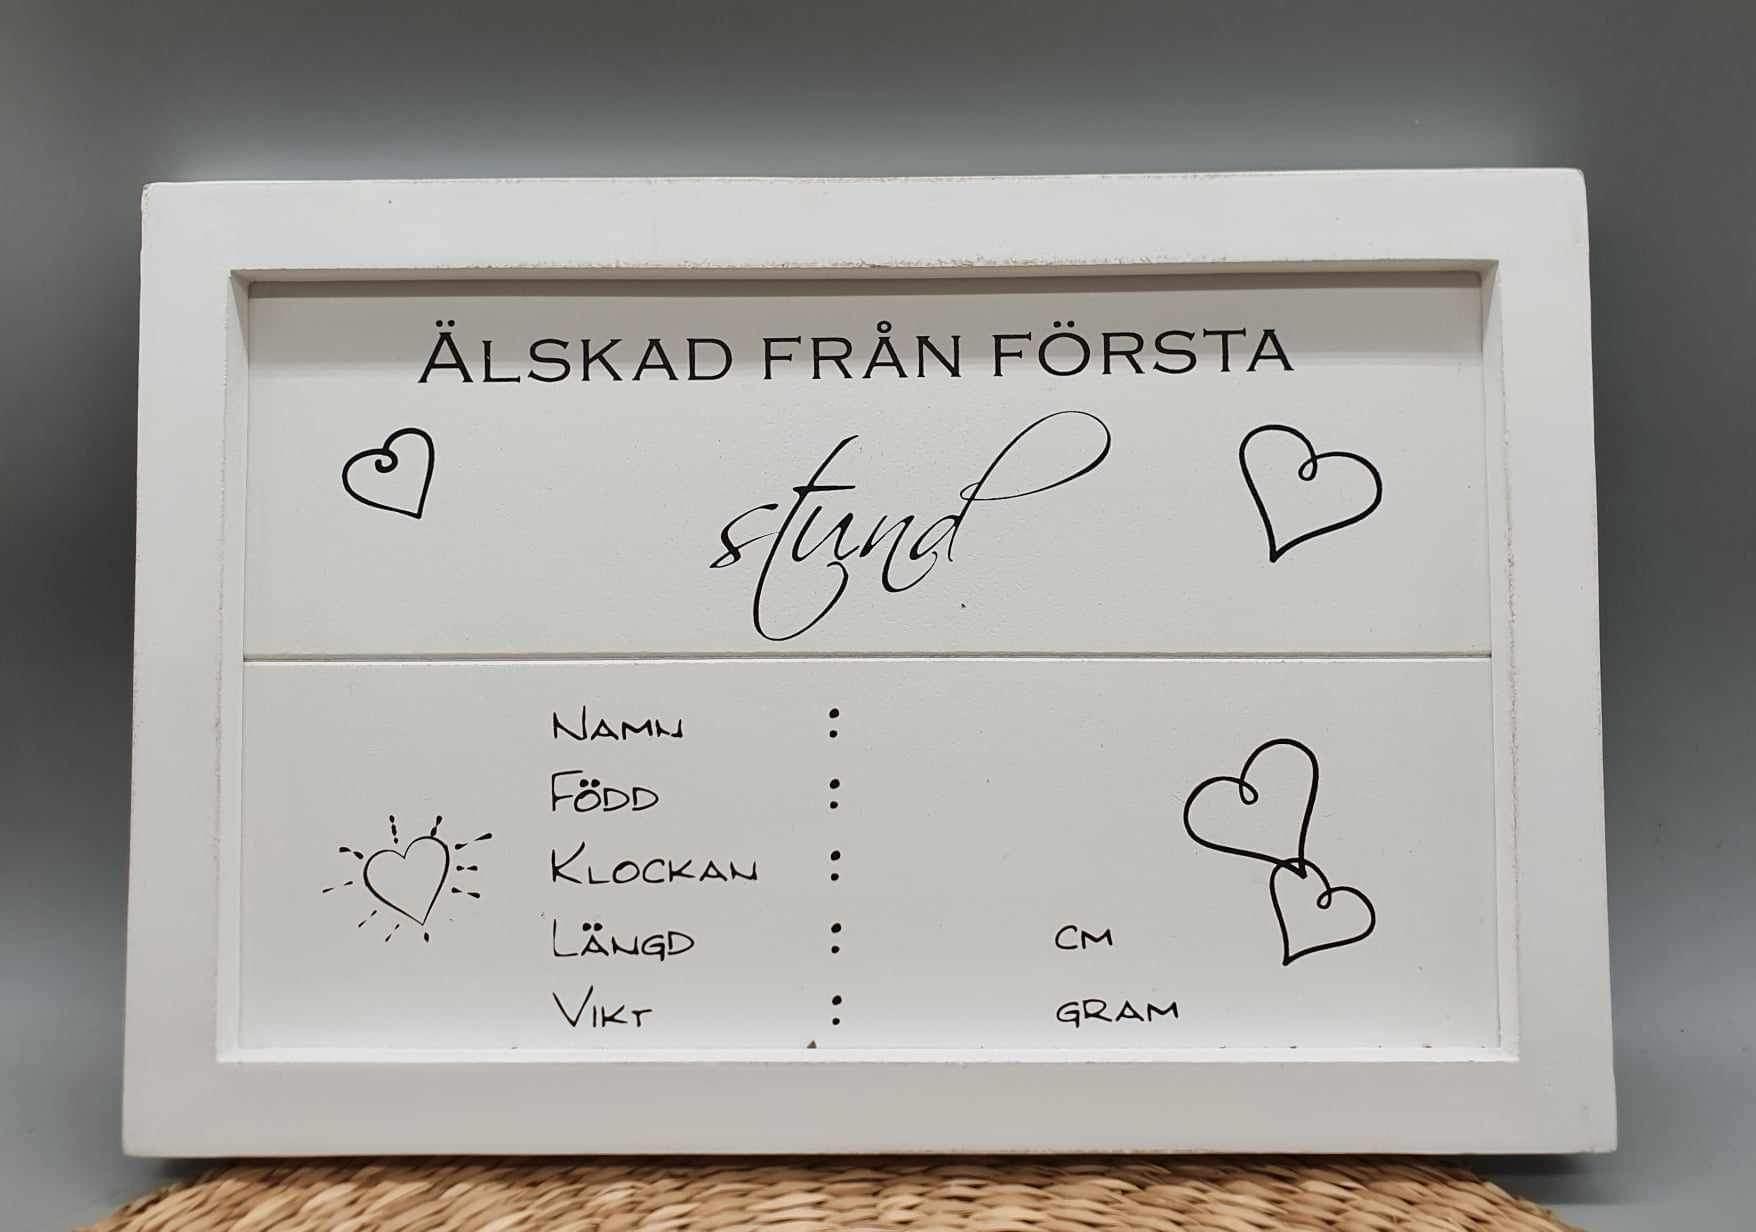 ÄLSKAD FRÅN FÖRSTA
stund
NAMN :
FÖDD :
KLOCKAN :
LÄNGD : CM
VIKT : GRAM